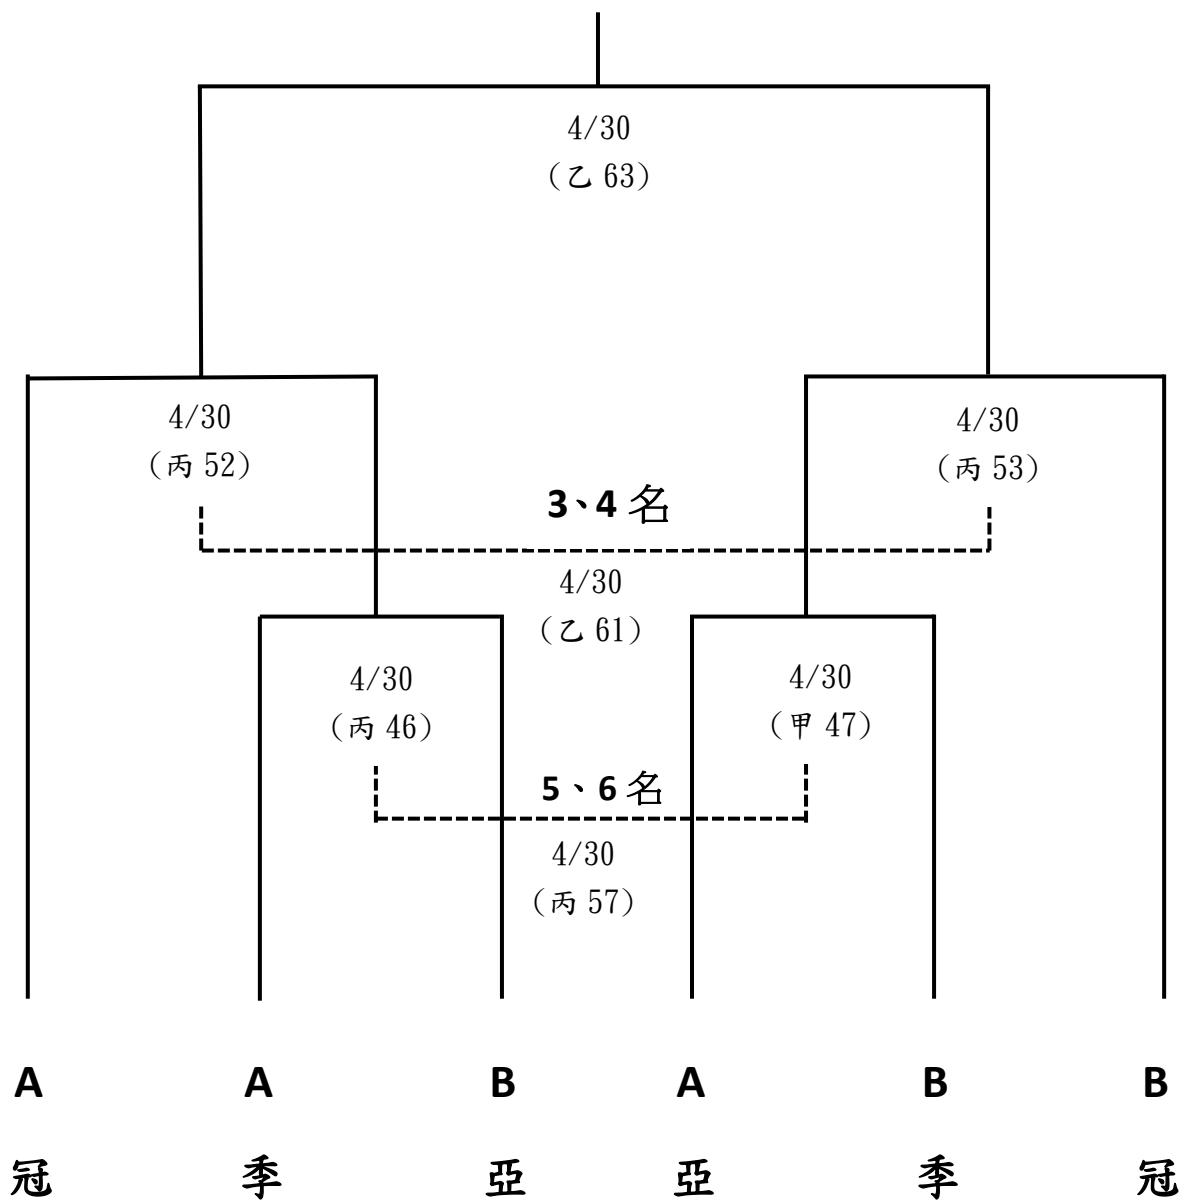 4/30
（乙 63）
4/30
（丙 52）
4/30
（丙 53）
3、4 名
4/30
（乙 61）
4/30
（丙 46）
4/30
（甲 47）
5、6 名
4/30
（丙 57）
A A B A B B
冠 季 亞 亞 季 冠